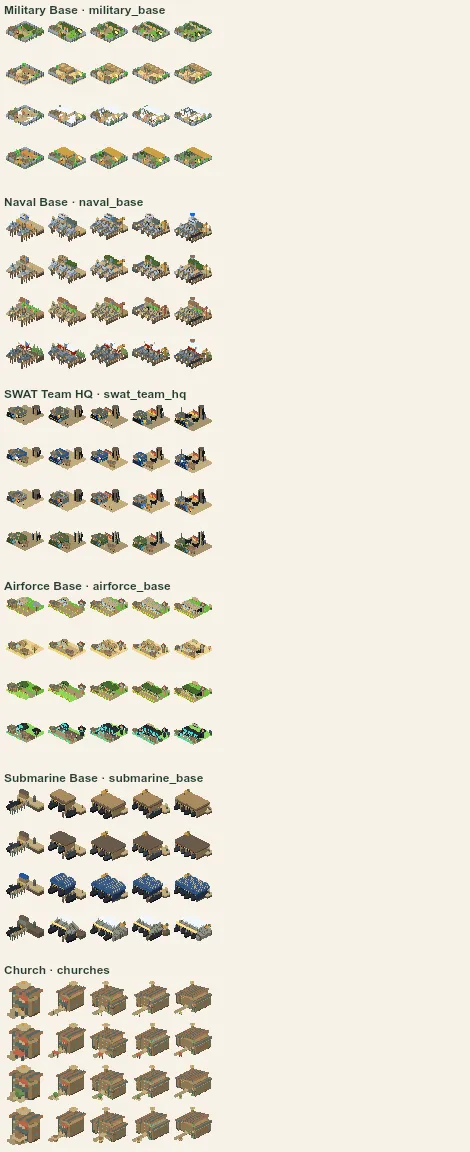 Military Base · military_base
Naval Base · naval_base
SWAT Team HQ · swat_team_hq
Airforce Base · airforce_base
Submarine Base · submarine_base
Church · churches